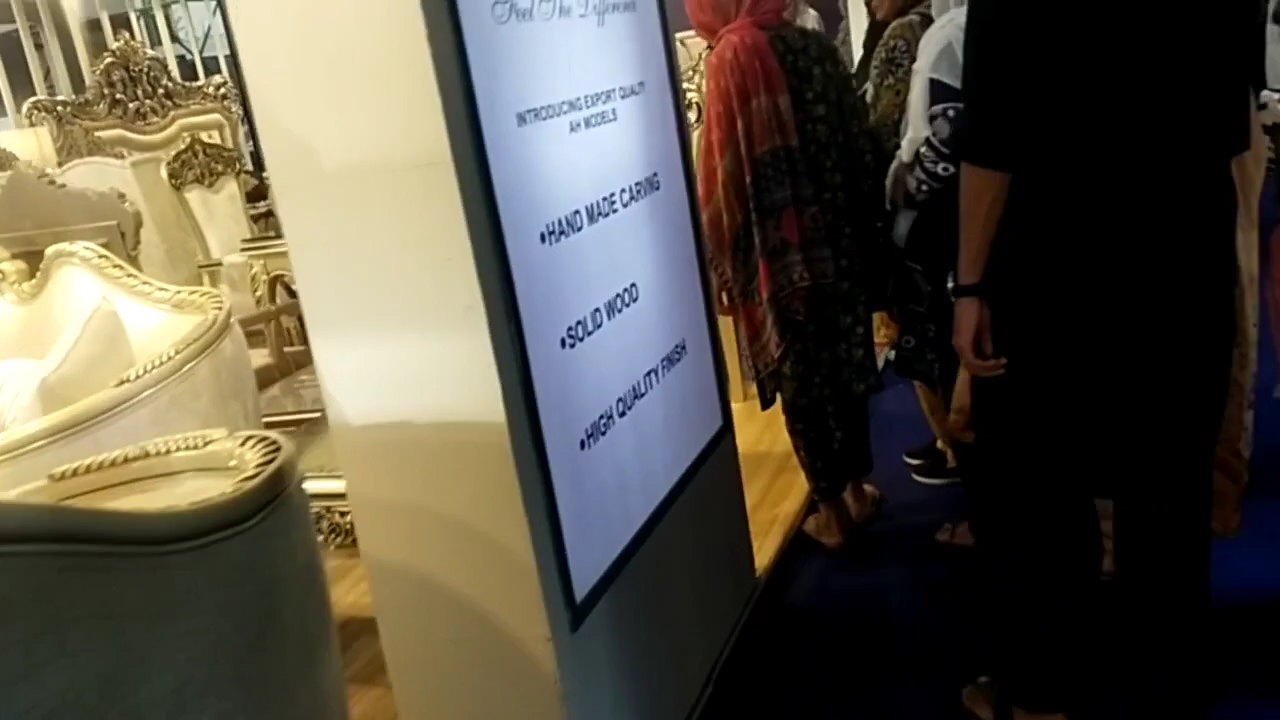 Feel The Difference
INTRODUCING EXPORT QUALITY
AH MODELS
•HAND MADE CARVING
•SOLID WOOD
•HIGH QUALITY FINISH